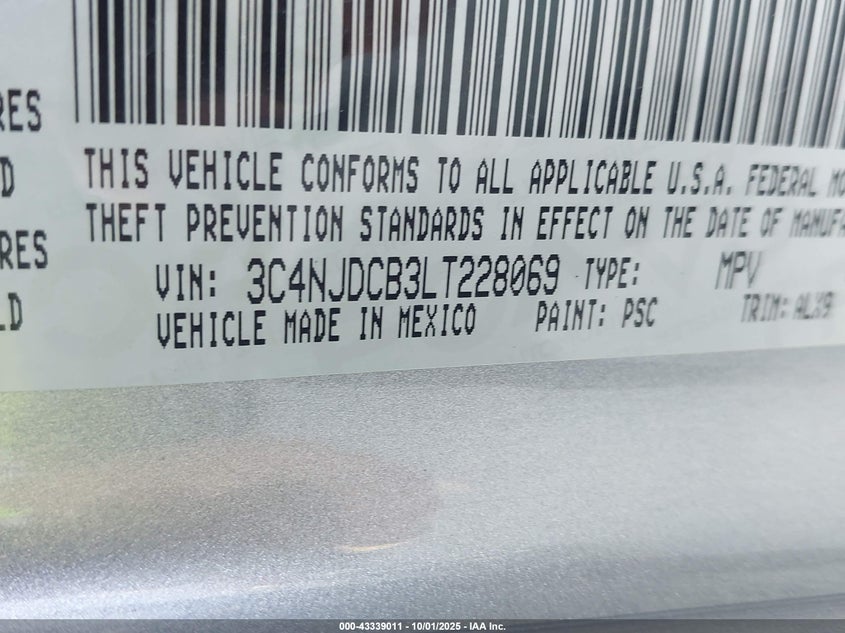 RES
D
RES
LD
THIS VEHICLE CONFORMS TO ALL APPLICABLE U.S.A. FEDERAL MO
THEFT PREVENTION STANDARDS IN EFFECT ON THE DATE OF MANUFA
VIN: 3C4NJDCB3LT228069 TYPE: MPV
VEHICLE MADE IN MEXICO PAINT: PSC TRIM: ALX9
000-43339011 - 10/01/2025 - IAA Inc.